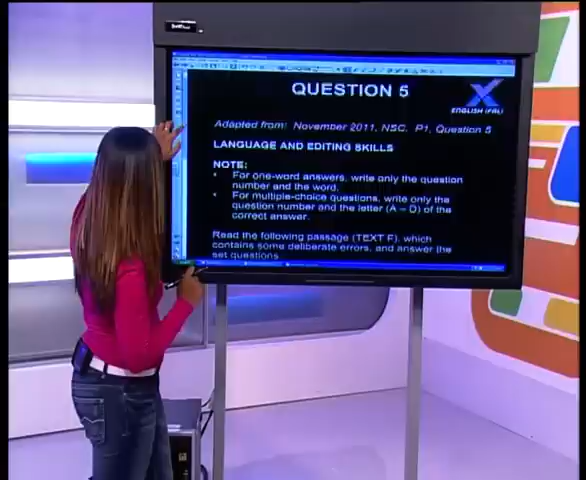 QUESTION 5
ENGLISH (FAL)
Adapted from: November 2011, NSC, P1, Question 5
LANGUAGE AND EDITING SKILLS
NOTE:
• For one-word answers, write only the question
number and the word.
• For multiple-choice questions, write only the
question number and the letter (A – D) of the
correct answer.
Read the following passage (TEXT F), which
contains some deliberate errors, and answer the
set questions.